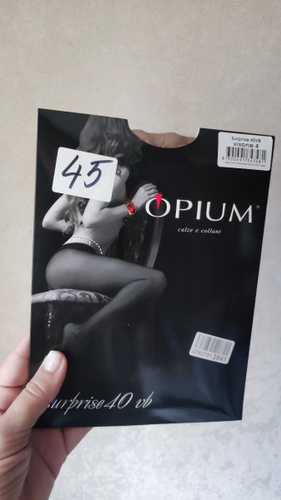 Surprise 40vb
visone 4
45
OPIUM®
calze e collant
surprise 40 vb